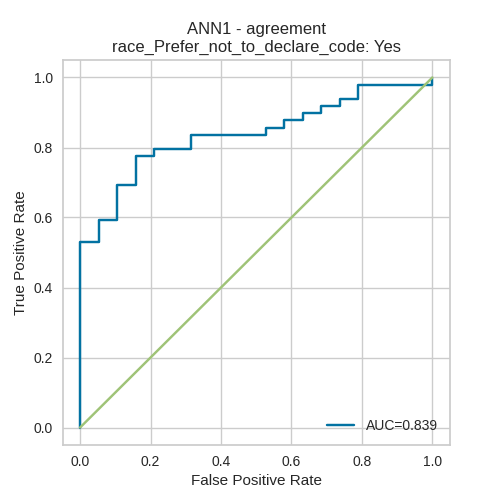 ANN1 - agreement
race_Prefer_not_to_declare_code: Yes
1.0
0.8
0.6
0.4
0.2
0.0
True Positive Rate
AUC=0.839
0.0 0.2 0.4 0.6 0.8 1.0
False Positive Rate